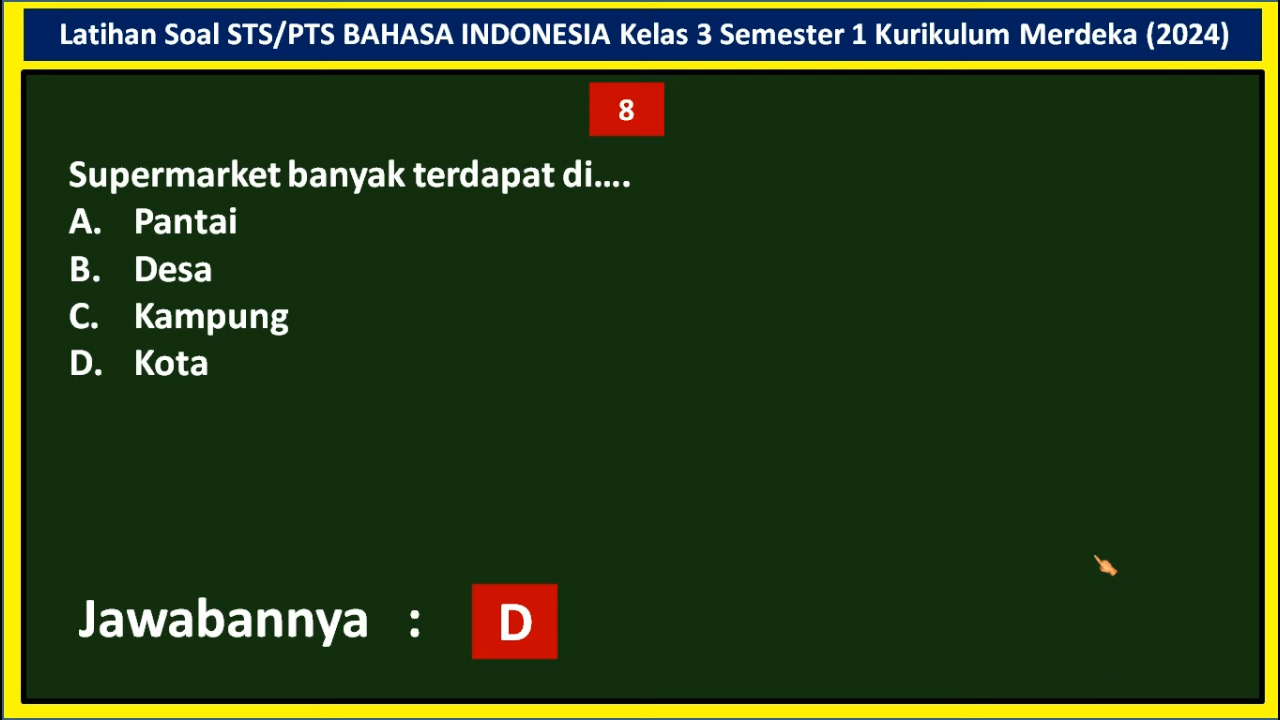 Latihan Soal STS/PTS BAHASA INDONESIA Kelas 3 Semester 1 Kurikulum Merdeka (2024)
8
Supermarket banyak terdapat di....
A. Pantai
B. Desa
C. Kampung
D. Kota
Jawabannya : D